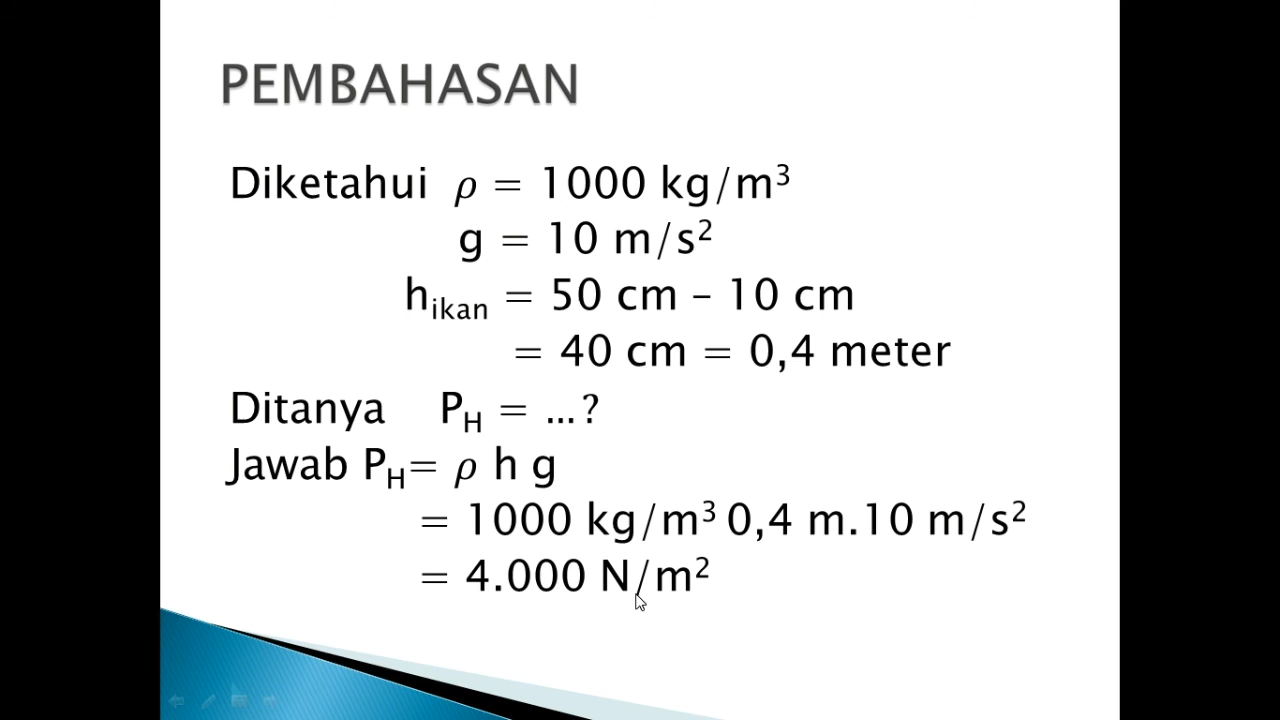 PEMBAHASAN
Diketahui ρ = 1000 kg/m³
g = 10 m/s²
hᵢₖₐₙ = 50 cm – 10 cm
= 40 cm = 0,4 meter
Ditanya P_H = ...?
Jawab P_H= ρ h g
= 1000 kg/m³ 0,4 m.10 m/s²
= 4.000 N/m²